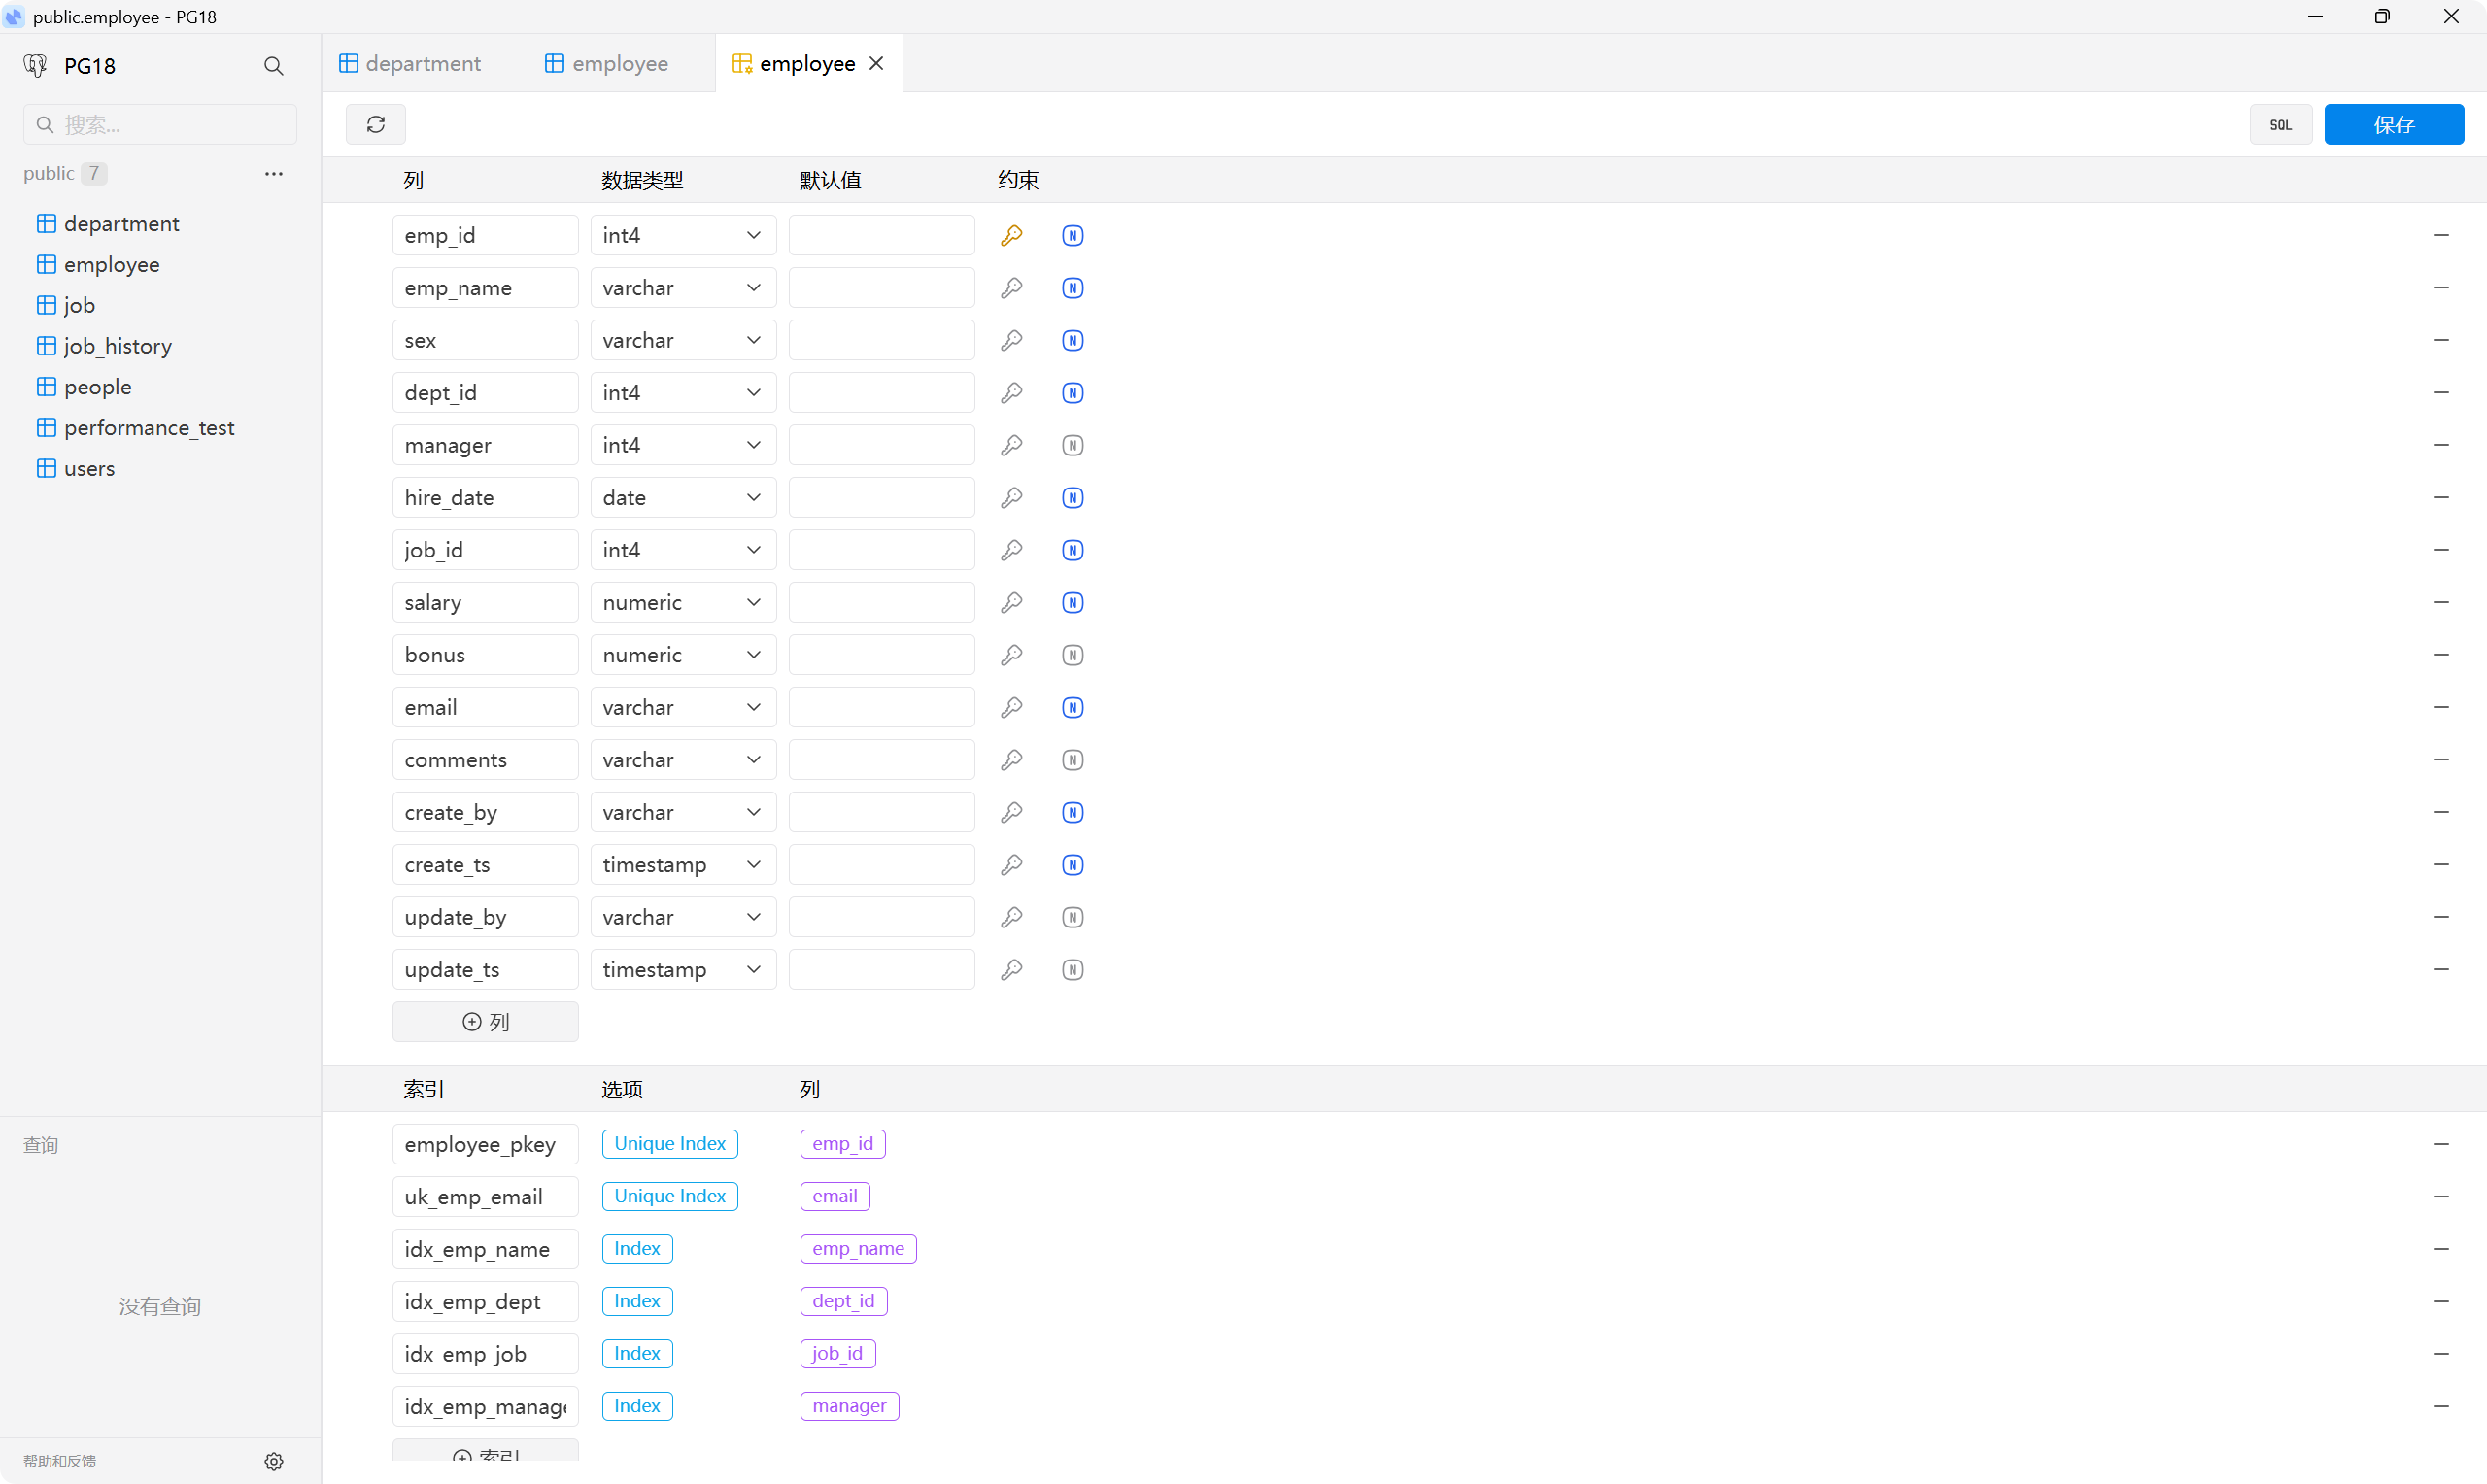 public.employee - PG18
PG18
搜索...
public 7
department
employee
job
job_history
people
performance_test
users
查询
没有查询
帮助和反馈
department employee employee
SQL 保存
列 数据类型 默认值 约束
emp_id int4 N
emp_name varchar N
sex varchar N
dept_id int4 N
manager int4 N
hire_date date N
job_id int4 N
salary numeric N
bonus numeric N
email varchar N
comments varchar N
create_by varchar N
create_ts timestamp N
update_by varchar N
update_ts timestamp N
列
索引 选项 列
employee_pkey Unique Index emp_id
uk_emp_email Unique Index email
idx_emp_name Index emp_name
idx_emp_dept Index dept_id
idx_emp_job Index job_id
idx_emp_manag Index manager
索引